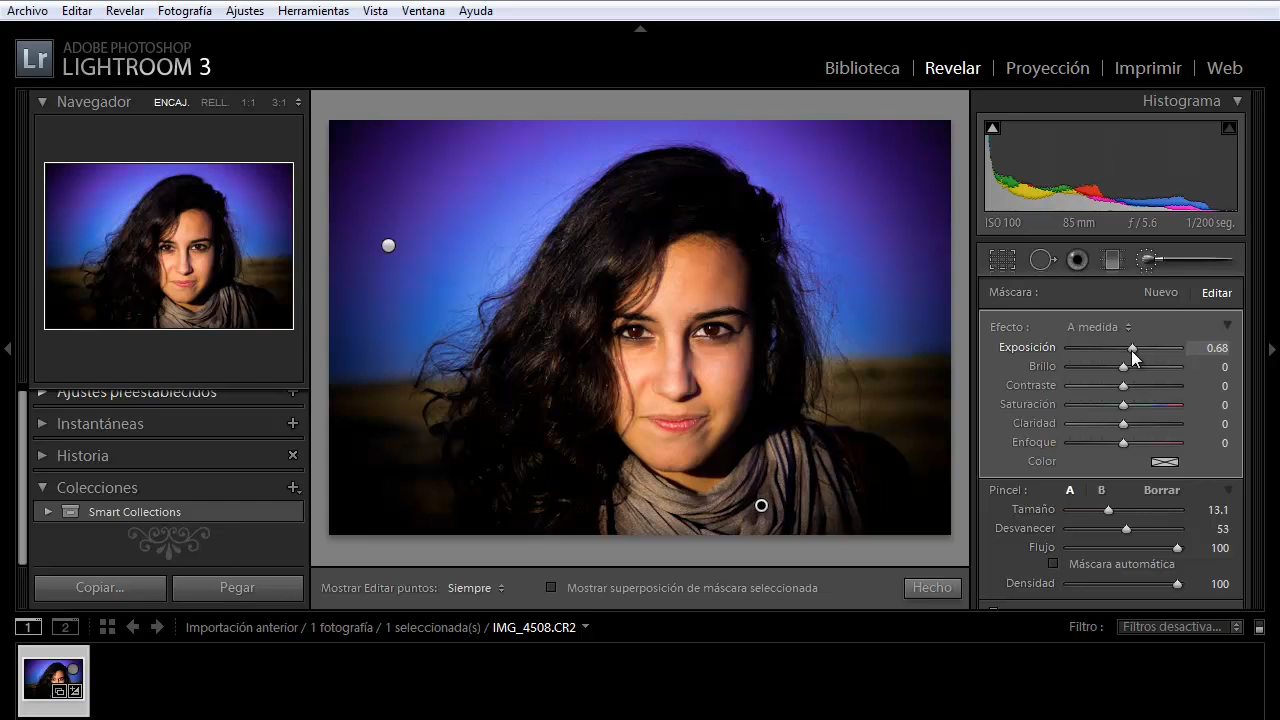 Archivo Editar Revelar Fotografía Ajustes Herramientas Vista Ventana Ayuda
Lr ADOBE PHOTOSHOP
LIGHTROOM 3
Biblioteca | Revelar | Proyección | Imprimir | Web
Navegador ENCAJ. RELL. 1:1 3:1
Histograma
ISO 100 85 mm ƒ / 5.6 1/200 seg.
Máscara : Nuevo Editar
Efecto : A medida
Exposición 0.68
Brillo 0
Contraste 0
Saturación 0
Claridad 0
Enfoque 0
Color
Pincel : A B Borrar
Tamaño 13.1
Desvanecer 53
Flujo 100
Máscara automática
Densidad 100
Ajustes preestablecidos
Instantáneas
Historia
Colecciones
Smart Collections
Copiar... Pegar
Mostrar Editar puntos: Siempre Mostrar superposición de máscara seleccionada Hecho
1 2 Importación anterior / 1 fotografía / 1 seleccionada(s) / IMG_4508.CR2 Filtro : Filtros desactiva...